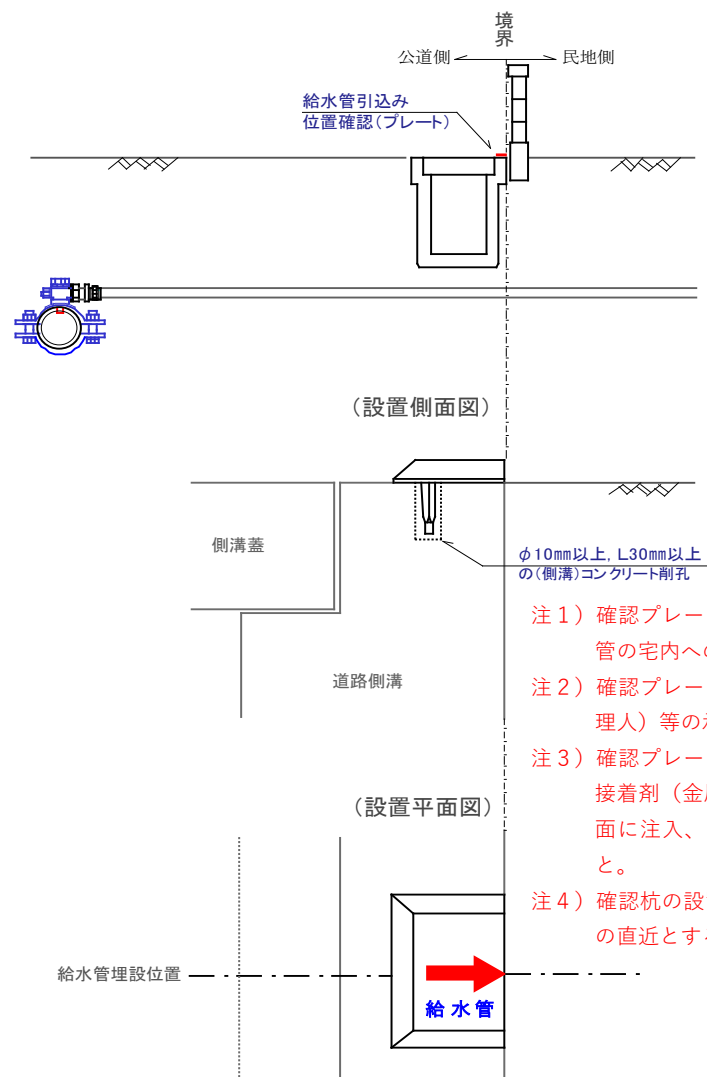 境
界
公道側
民地側
給水管引込み
位置確認(プレート)
(設置側面図)
側溝蓋
φ10㎜以上, L30㎜以上
の(側溝)コンクリート削孔
道路側溝
注1)確認プレー
管の宅内へ
注2)確認プレー
理人)等の
注3)確認プレー
接着剤(金
面に注入、
と。
注4)確認杭の設
の直近とす
(設置平面図)
給水管埋設位置
給水管